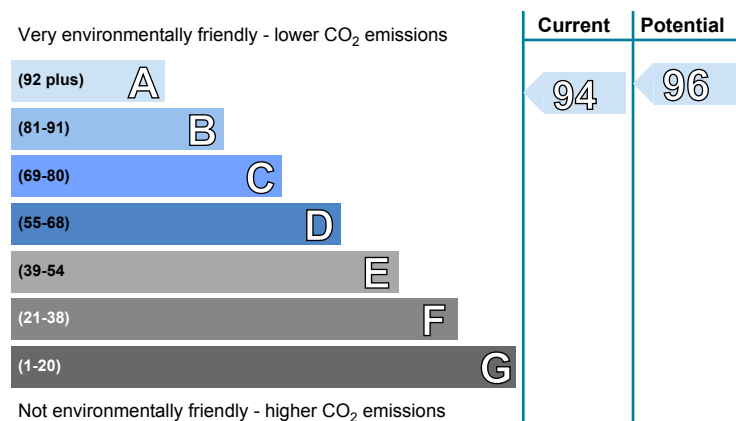 Very environmentally friendly - lower CO₂ emissions
Current
Potential
(92 plus) A
94
96
(81-91) B
(69-80) C
(55-68) D
(39-54 E
(21-38) F
(1-20) G
Not environmentally friendly - higher CO₂ emissions